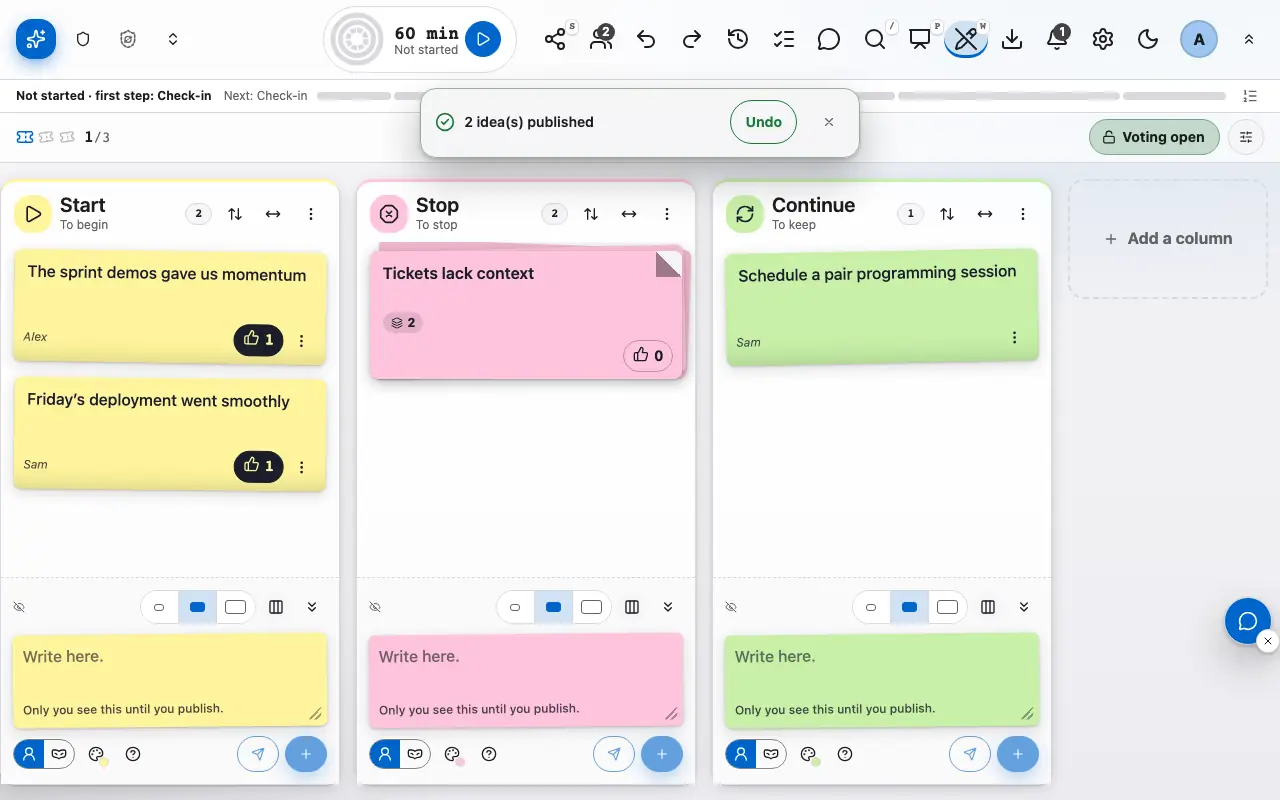 60 min
Not started
S
2
/
P
W
1
A
Not started · first step: Check-in
Next: Check-in
2 idea(s) published
Undo
1/3
Voting open
Start
To begin
2
The sprint demos gave us momentum
Alex
1
Friday’s deployment went smoothly
Sam
1
Write here.
Only you see this until you publish.
Stop
To stop
2
Tickets lack context
2
0
Write here.
Only you see this until you publish.
Continue
To keep
1
Schedule a pair programming session
Sam
Write here.
Only you see this until you publish.
Add a column